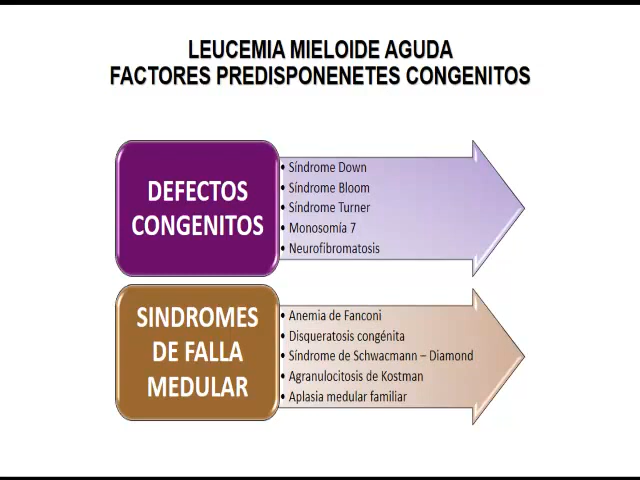 LEUCEMIA MIELOIDE AGUDA
FACTORES PREDISPONENETES CONGENITOS
DEFECTOS
CONGENITOS
• Síndrome Down
• Síndrome Bloom
• Síndrome Turner
• Monosomía 7
• Neurofibromatosis
SINDROMES
DE FALLA
MEDULAR
• Anemia de Fanconi
• Disqueratosis congénita
• Síndrome de Schwacmann – Diamond
• Agranulocitosis de Kostman
• Aplasia medular familiar